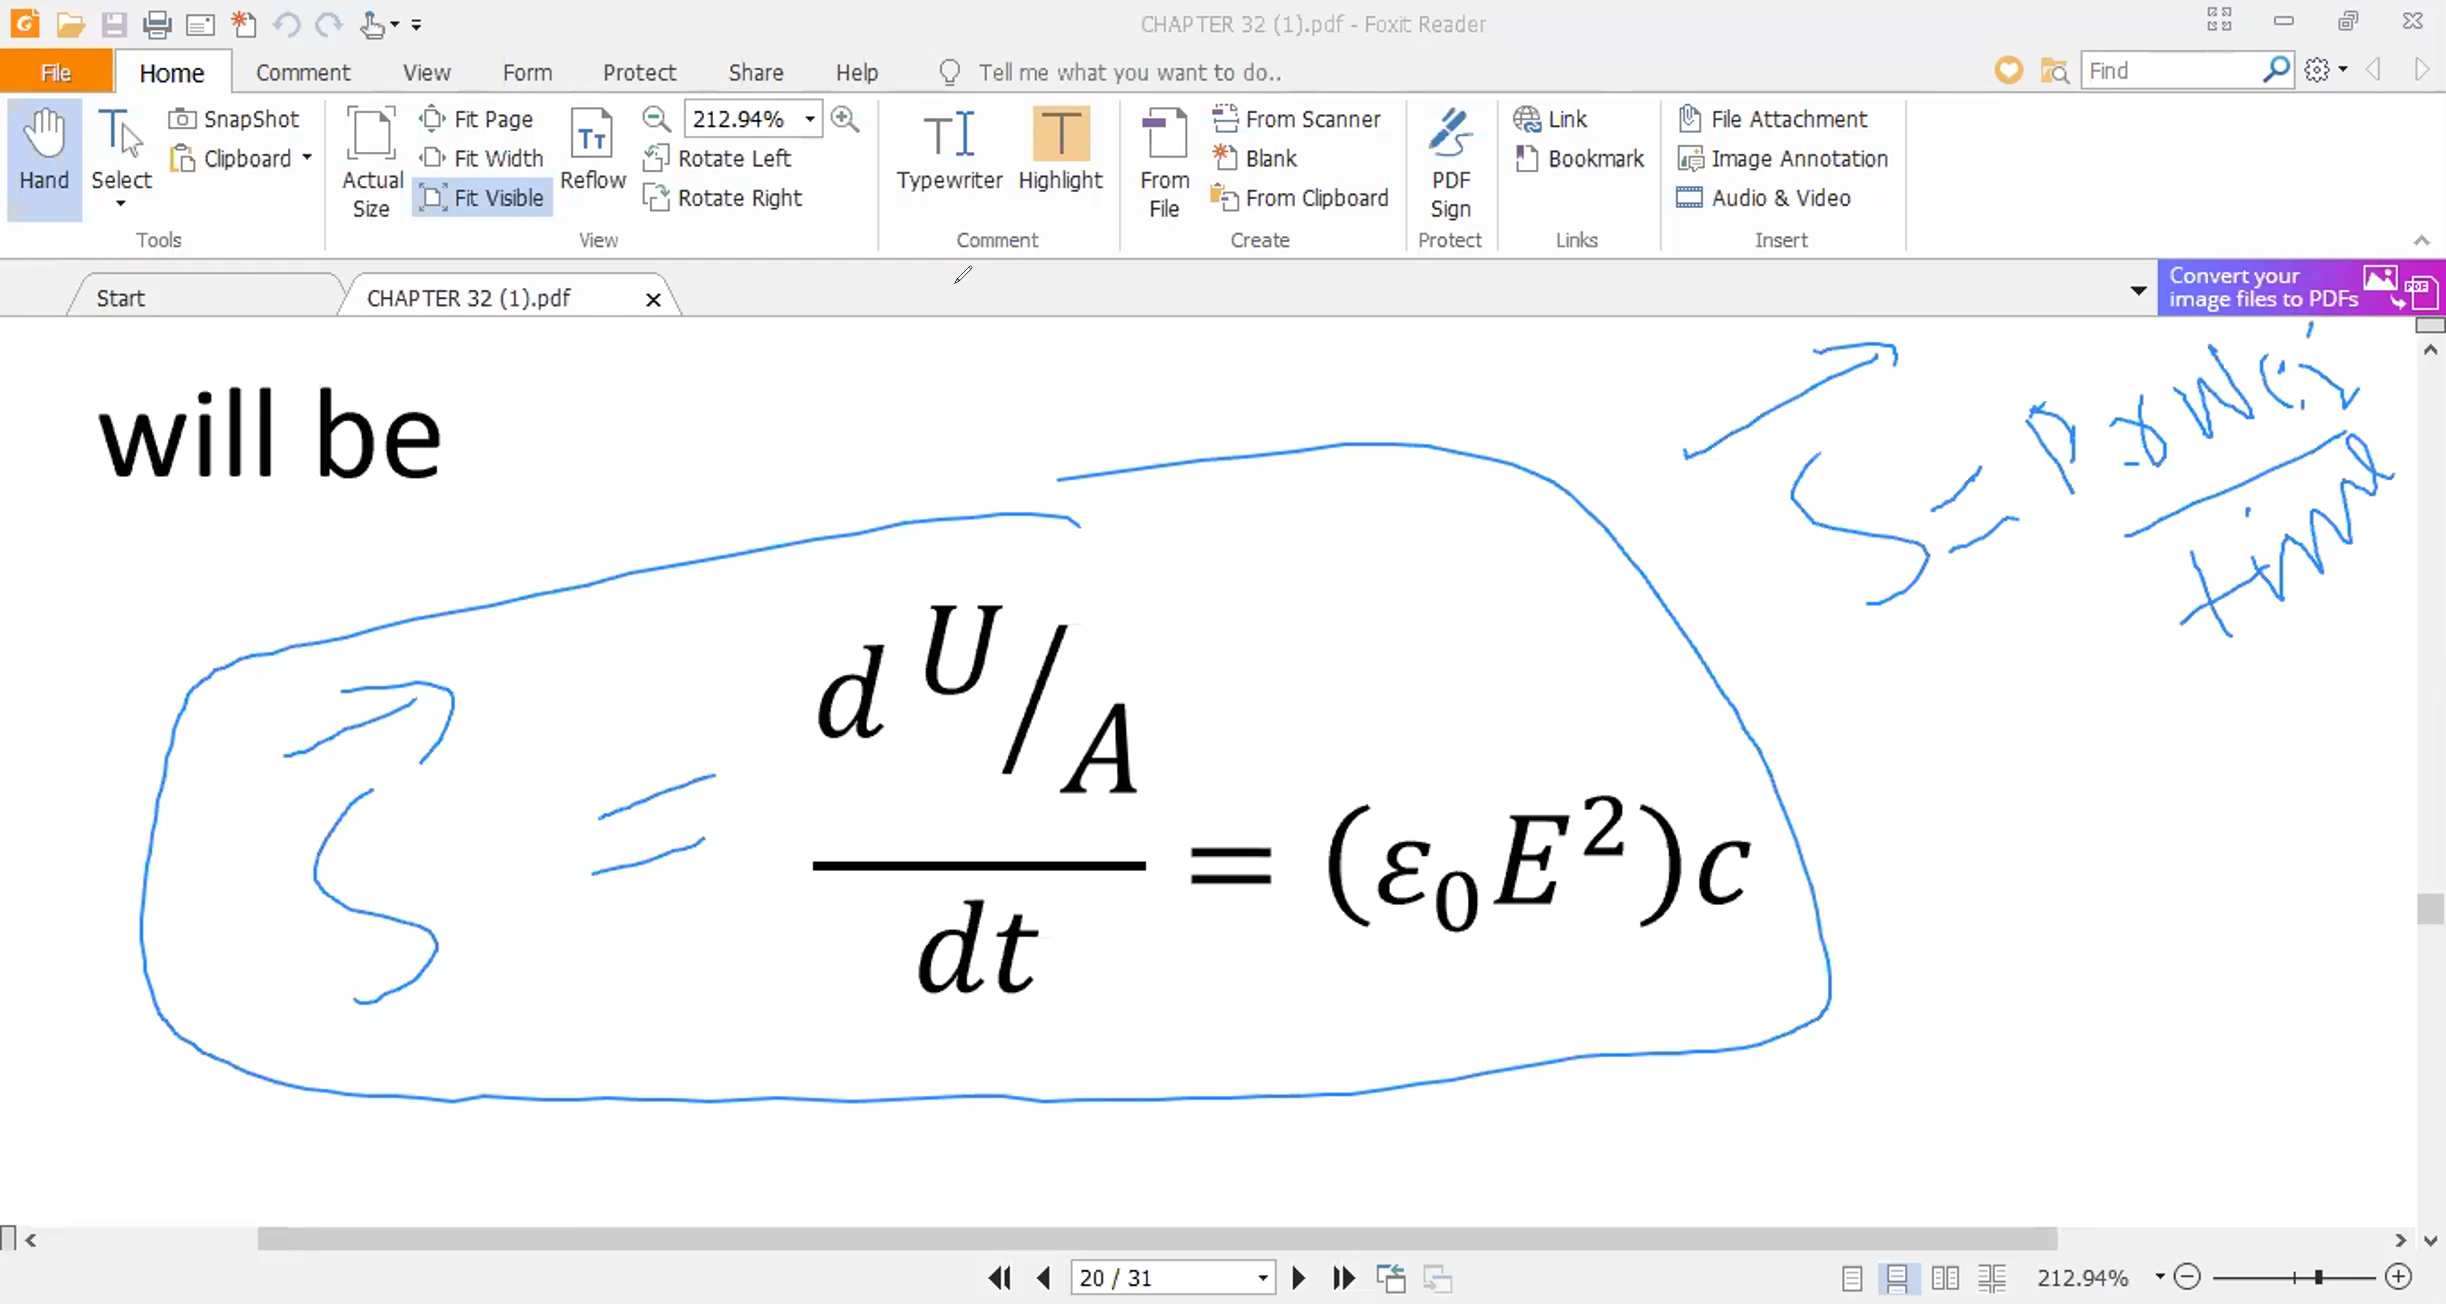 CHAPTER 32 (1).pdf - Foxit Reader
File Home Comment View Form Protect Share Help Tell me what you want to do.. Find
Hand Select SnapShot Clipboard
Actual Size Fit Page Fit Width Fit Visible Reflow 212.94% Rotate Left Rotate Right
Typewriter Highlight
From File From Scanner Blank From Clipboard
PDF Sign
Link Bookmark
File Attachment Image Annotation Audio & Video
Tools View Comment Create Protect Links Insert
Start CHAPTER 32 (1).pdf
Convert your
image files to PDFs
will be
S =
time
S = d U/A / dt = (ε₀E²)c
20 / 31 212.94%